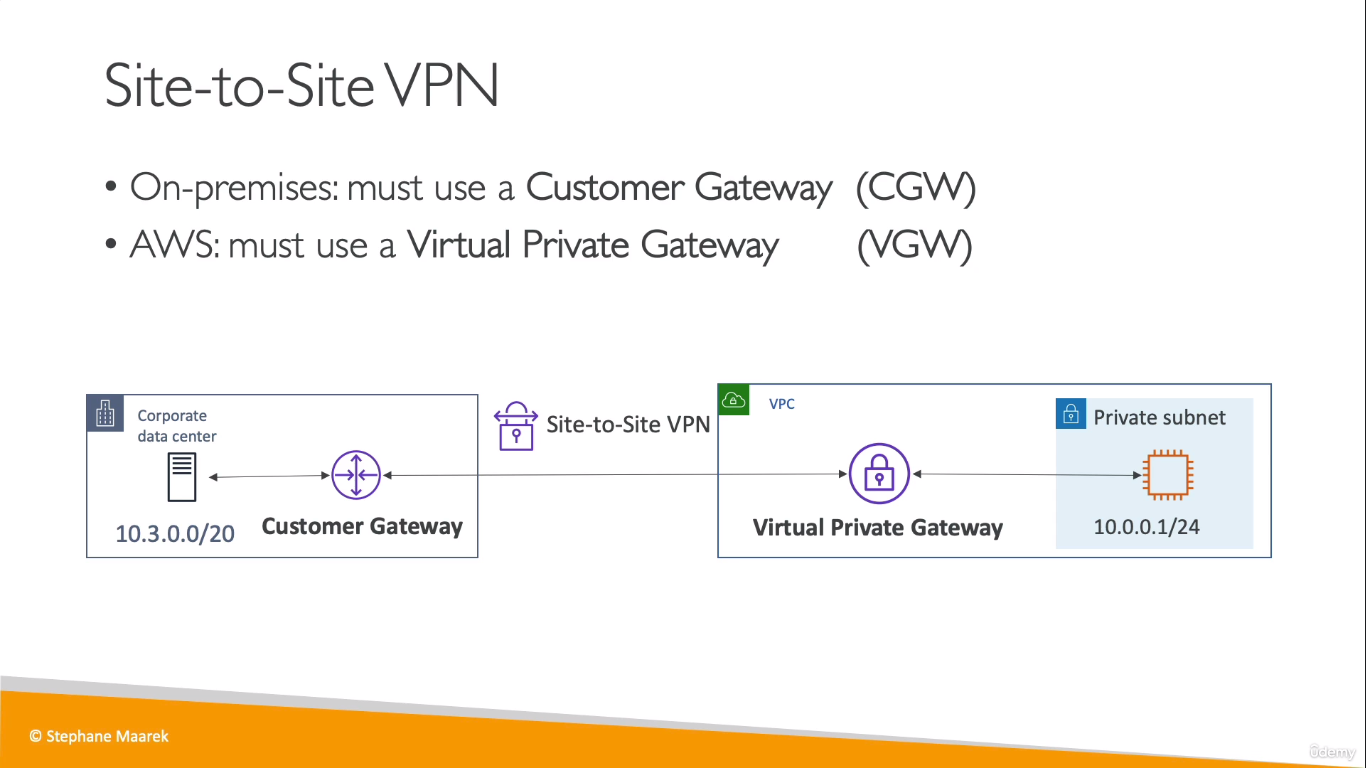 Site-to-Site VPN
• On-premises: must use a Customer Gateway (CGW)
• AWS: must use a Virtual Private Gateway (VGW)
Corporate
data center
10.3.0.0/20
Customer Gateway
Site-to-Site VPN
VPC
Virtual Private Gateway
Private subnet
10.0.0.1/24
© Stephane Maarek
ûdemy